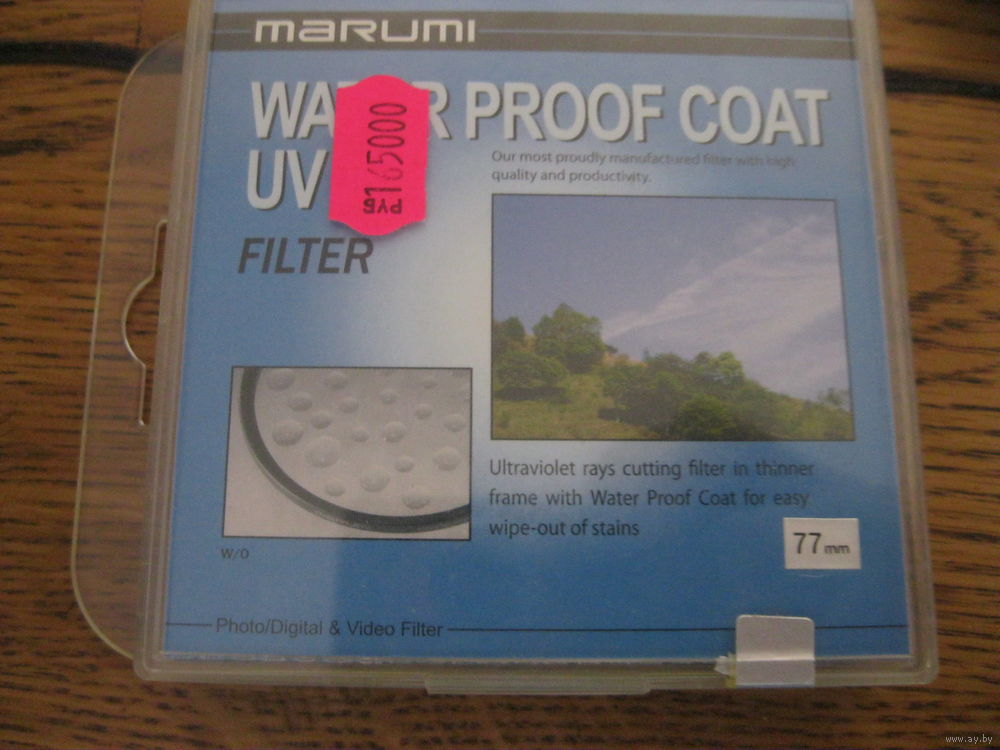 marumi
WATER PROOF COAT
UV
РУБ 165000
Our most proudly manufactured filter with high
quality and productivity.
FILTER
Ultraviolet rays cutting filter in thinner
frame with Water Proof Coat for easy
wipe-out of stains
77mm
W/O
Photo/Digital & Video Filter
www.ay.by